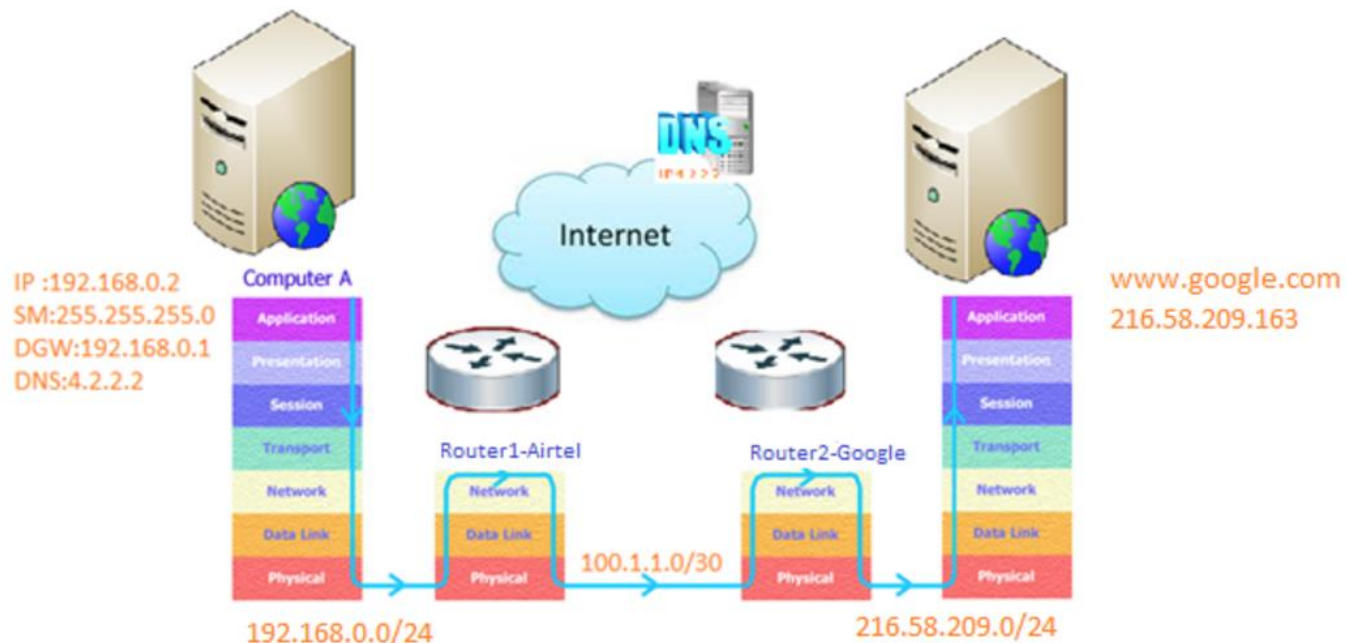 DNS
Internet
Computer A
IP :192.168.0.2
SM:255.255.255.0
DGW:192.168.0.1
DNS:4.2.2.2
Application
Presentation
Session
Transport
Network
Data Link
Physical
192.168.0.0/24
Router1-Airtel
Network
Data Link
Physical
100.1.1.0/30
Router2-Google
Network
Data Link
Physical
www.google.com
216.58.209.163
Application
Presentation
Session
Transport
Network
Data Link
Physical
216.58.209.0/24